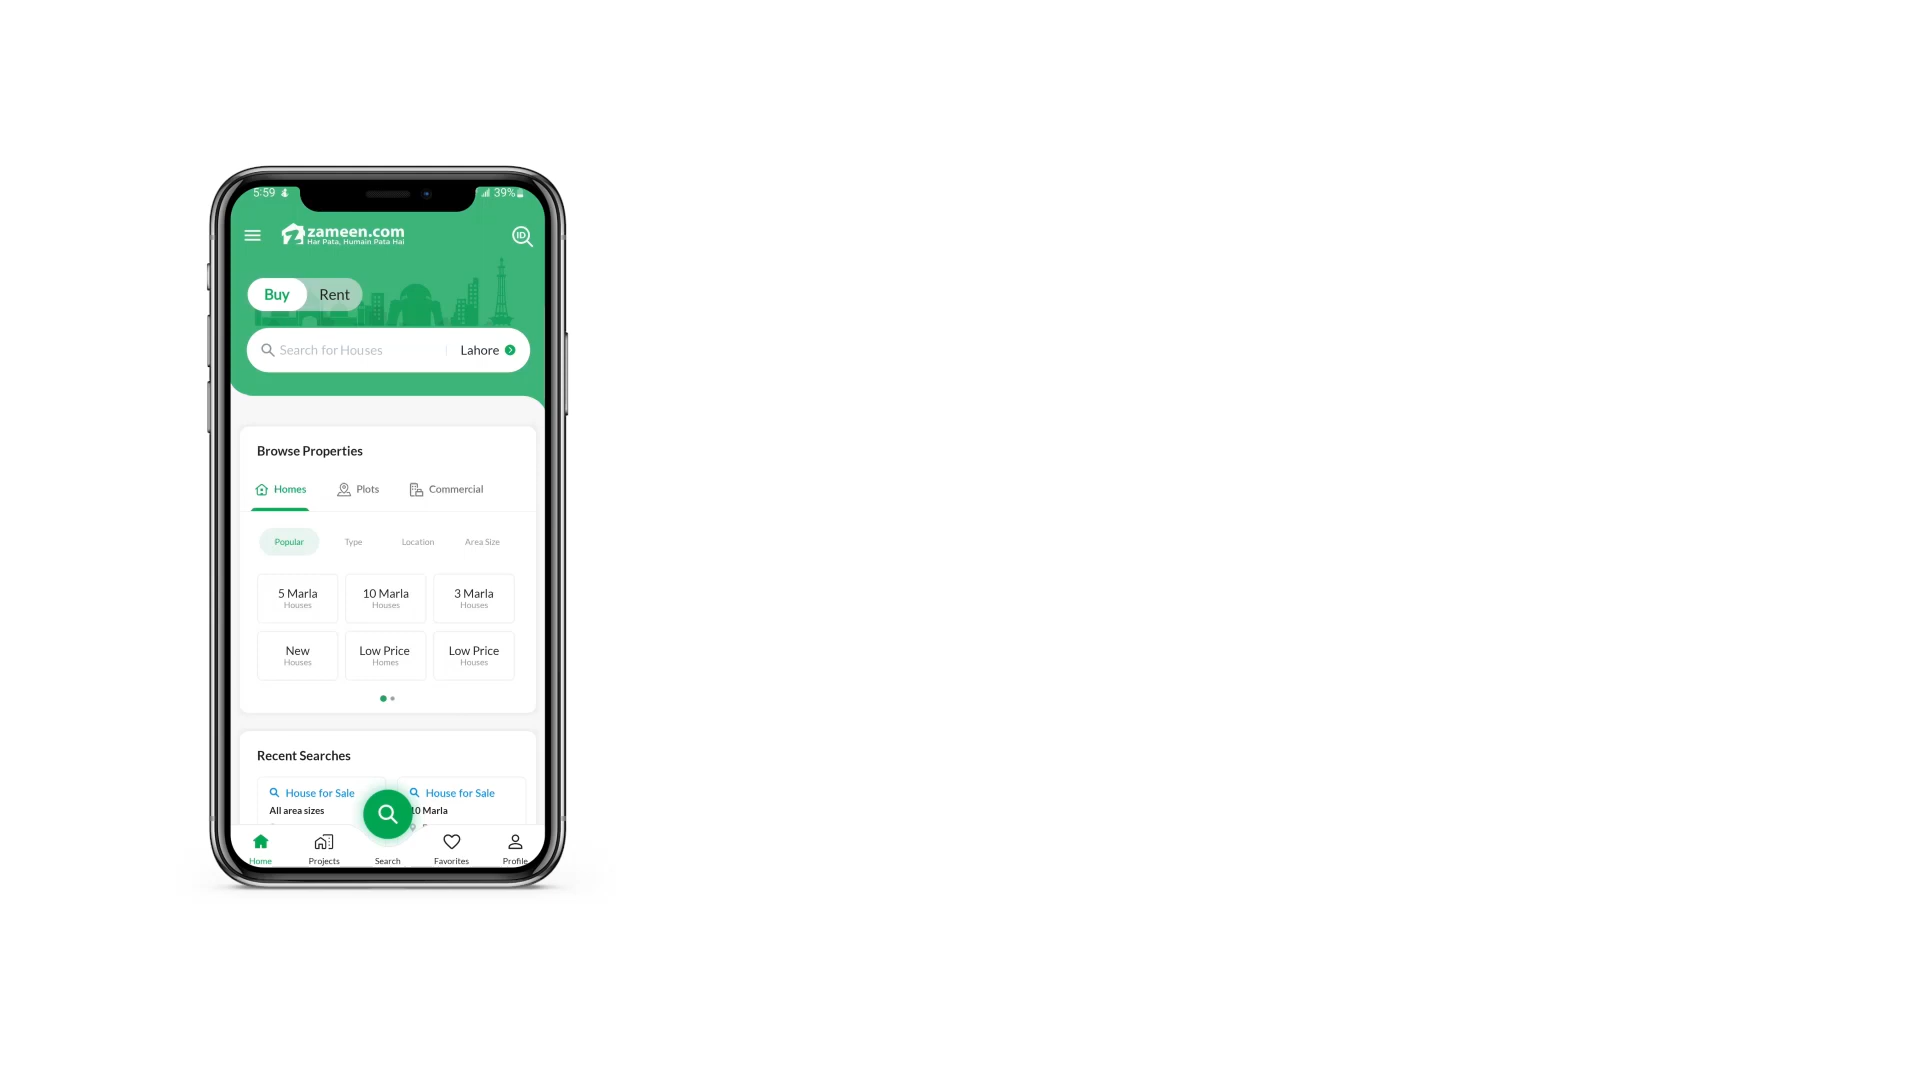 5:59
39%
zameen.com
Har Pata, Humain Pata Hai
ID
Buy Rent
Search for Houses
Lahore
Browse Properties
Homes Plots Commercial
Popular Type Location Area Size
5 Marla
Houses
10 Marla
Houses
3 Marla
Houses
New
Houses
Low Price
Homes
Low Price
Houses
Recent Searches
House for Sale
All area sizes
House for Sale
10 Marla
Home Projects Search Favorites Profile